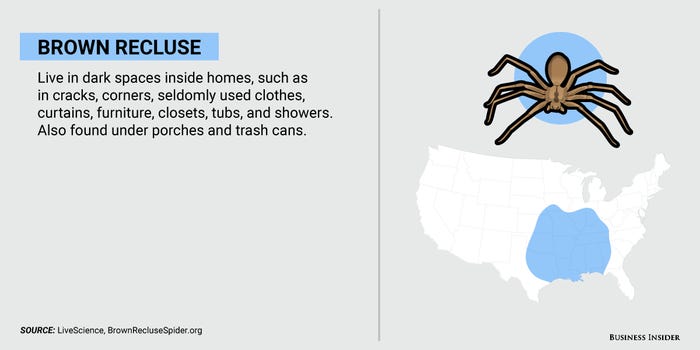 BROWN RECLUSE
Live in dark spaces inside homes, such as
in cracks, corners, seldomly used clothes,
curtains, furniture, closets, tubs, and showers.
Also found under porches and trash cans.
SOURCE: LiveScience, BrownRecluseSpider.org
BUSINESS INSIDER